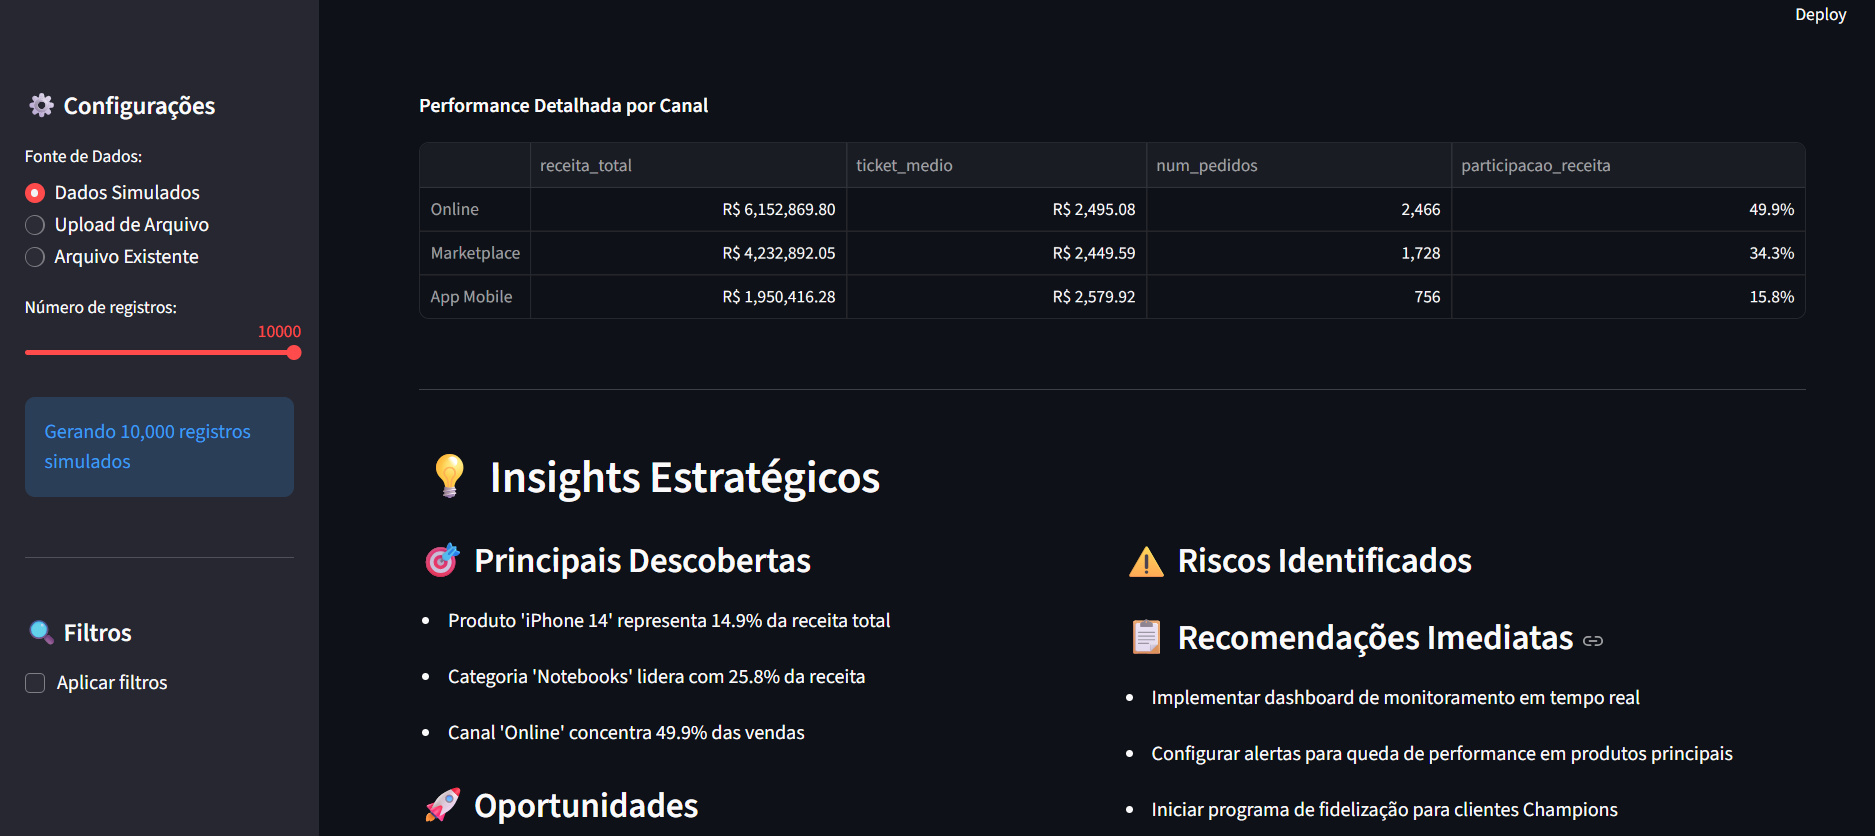 Deploy
Configurações
Fonte de Dados:
Dados Simulados
Upload de Arquivo
Arquivo Existente
Número de registros:
10000
Gerando 10,000 registros
simulados
Filtros
Aplicar filtros
Performance Detalhada por Canal
receita_total ticket_medio num_pedidos participacao_receita
Online R$ 6,152,869.80 R$ 2,495.08 2,466 49.9%
Marketplace R$ 4,232,892.05 R$ 2,449.59 1,728 34.3%
App Mobile R$ 1,950,416.28 R$ 2,579.92 756 15.8%
Insights Estratégicos
Principais Descobertas
Produto 'iPhone 14' representa 14.9% da receita total
Categoria 'Notebooks' lidera com 25.8% da receita
Canal 'Online' concentra 49.9% das vendas
Oportunidades
Riscos Identificados
Recomendações Imediatas
Implementar dashboard de monitoramento em tempo real
Configurar alertas para queda de performance em produtos principais
Iniciar programa de fidelização para clientes Champions